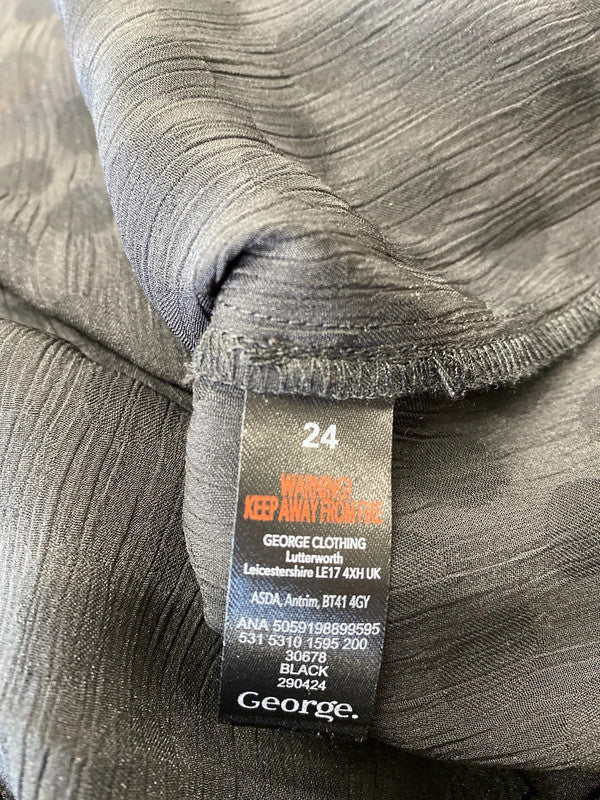 24
WARNING!
KEEP AWAY FROM FIRE
GEORGE CLOTHING
Lutterworth
Leicestershire LE17 4XH UK
ASDA, Antrim, BT41 4GY
ANA 5059198899595
531 5310 1595 200
30678
BLACK
290424
George.